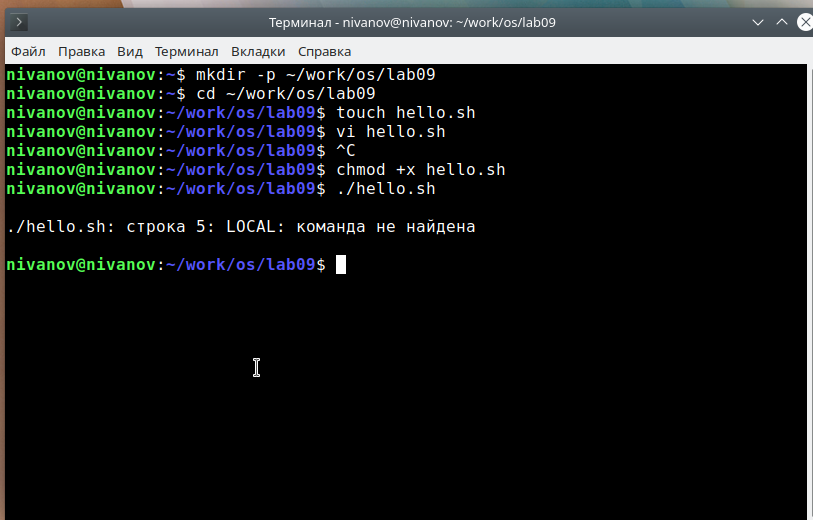 Терминал - nivanov@nivanov: ~/work/os/lab09
Файл Правка Вид Терминал Вкладки Справка
nivanov@nivanov:~$ mkdir -p ~/work/os/lab09
nivanov@nivanov:~$ cd ~/work/os/lab09
nivanov@nivanov:~/work/os/lab09$ touch hello.sh
nivanov@nivanov:~/work/os/lab09$ vi hello.sh
nivanov@nivanov:~/work/os/lab09$ ^C
nivanov@nivanov:~/work/os/lab09$ chmod +x hello.sh
nivanov@nivanov:~/work/os/lab09$ ./hello.sh
./hello.sh: строка 5: LOCAL: команда не найдена
nivanov@nivanov:~/work/os/lab09$